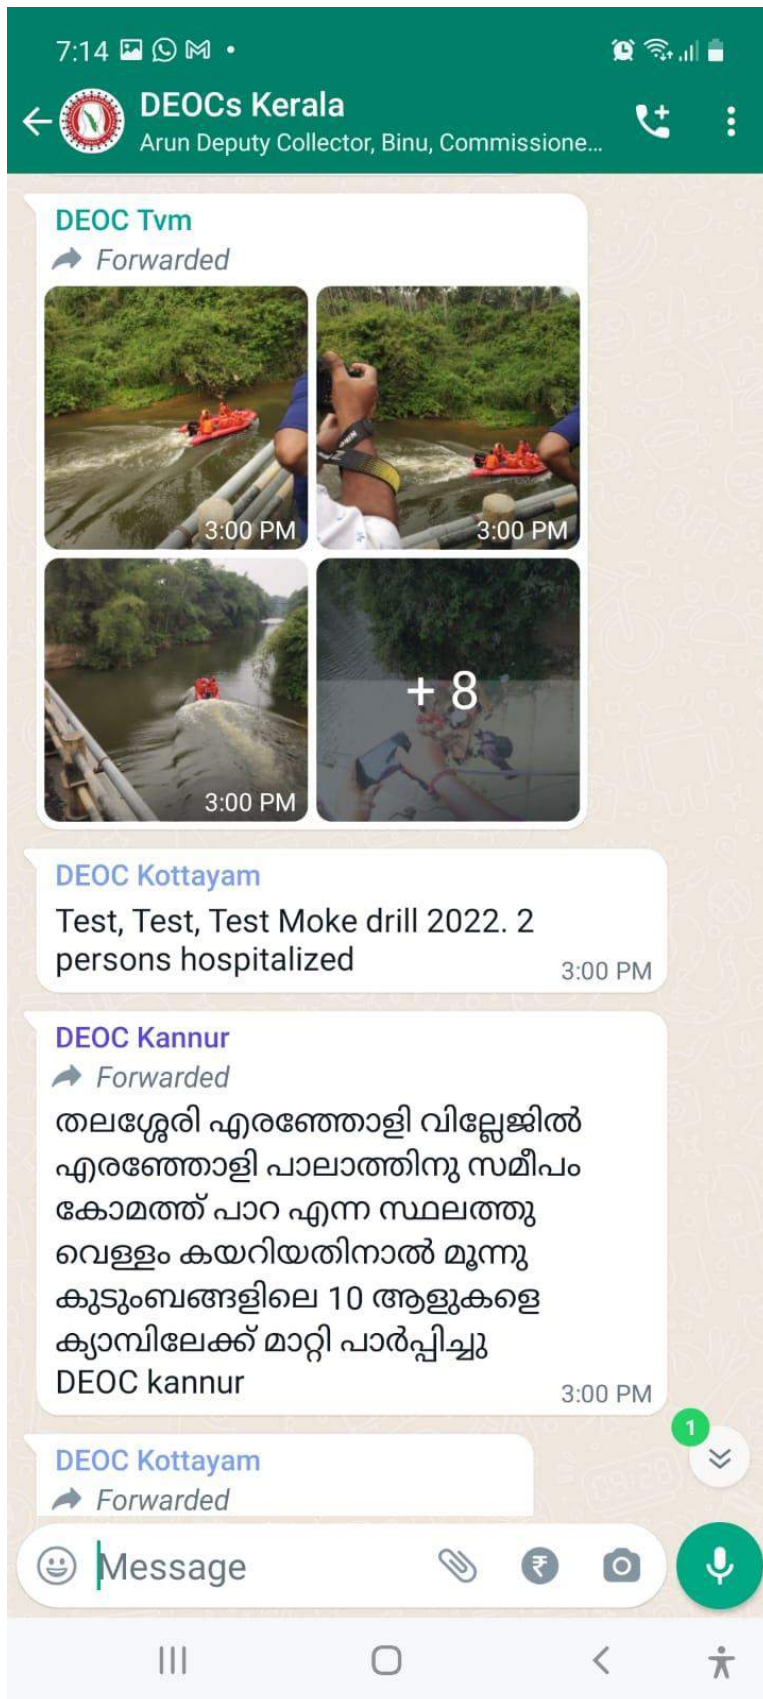 7:14
DEOCs Kerala
Arun Deputy Collector, Binu, Commissione...
DEOC Tvm
Forwarded
3:00 PM
3:00 PM
3:00 PM
+ 8
DEOC Kottayam
Test, Test, Test Moke drill 2022. 2
persons hospitalized
3:00 PM
DEOC Kannur
Forwarded
തലശ്ശേരി എരഞ്ഞോളി വില്ലേജിൽ
എരഞ്ഞോളി പാലാത്തിനു സമീപം
കോമത്ത് പാറ എന്ന സ്ഥലത്തു
വെള്ളം കയറിയതിനാൽ മൂന്നു
കുടുംബങ്ങളിലെ 10 ആളുകളെ
ക്യാമ്പിലേക്ക് മാറ്റി പാർപ്പിച്ചു
DEOC kannur
3:00 PM
1
DEOC Kottayam
Forwarded
Message